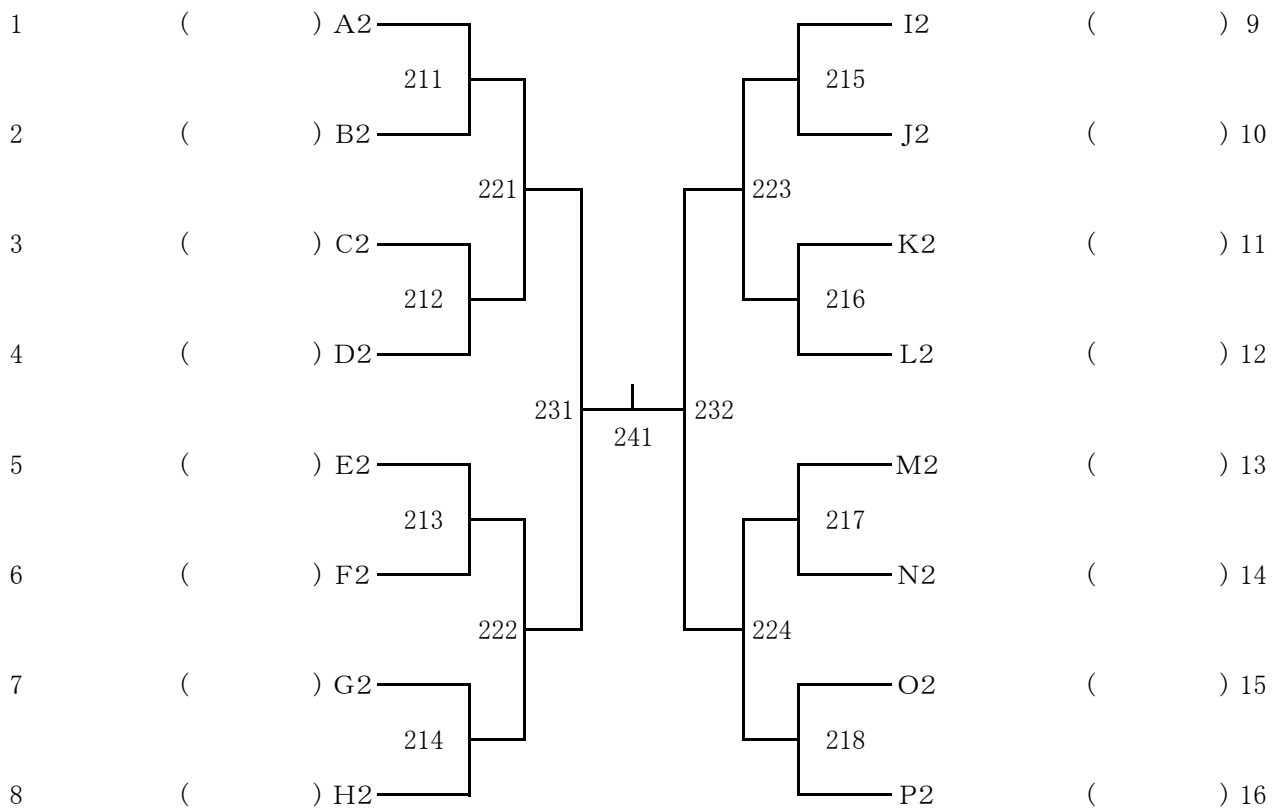 1 ( ) A2 I2 ( ) 9
211 215
2 ( ) B2 J2 ( ) 10
221 223
3 ( ) C2 K2 ( ) 11
212 216
4 ( ) D2 L2 ( ) 12
231 232
241
5 ( ) E2 M2 ( ) 13
213 217
6 ( ) F2 N2 ( ) 14
222 224
7 ( ) G2 O2 ( ) 15
214 218
8 ( ) H2 P2 ( ) 16